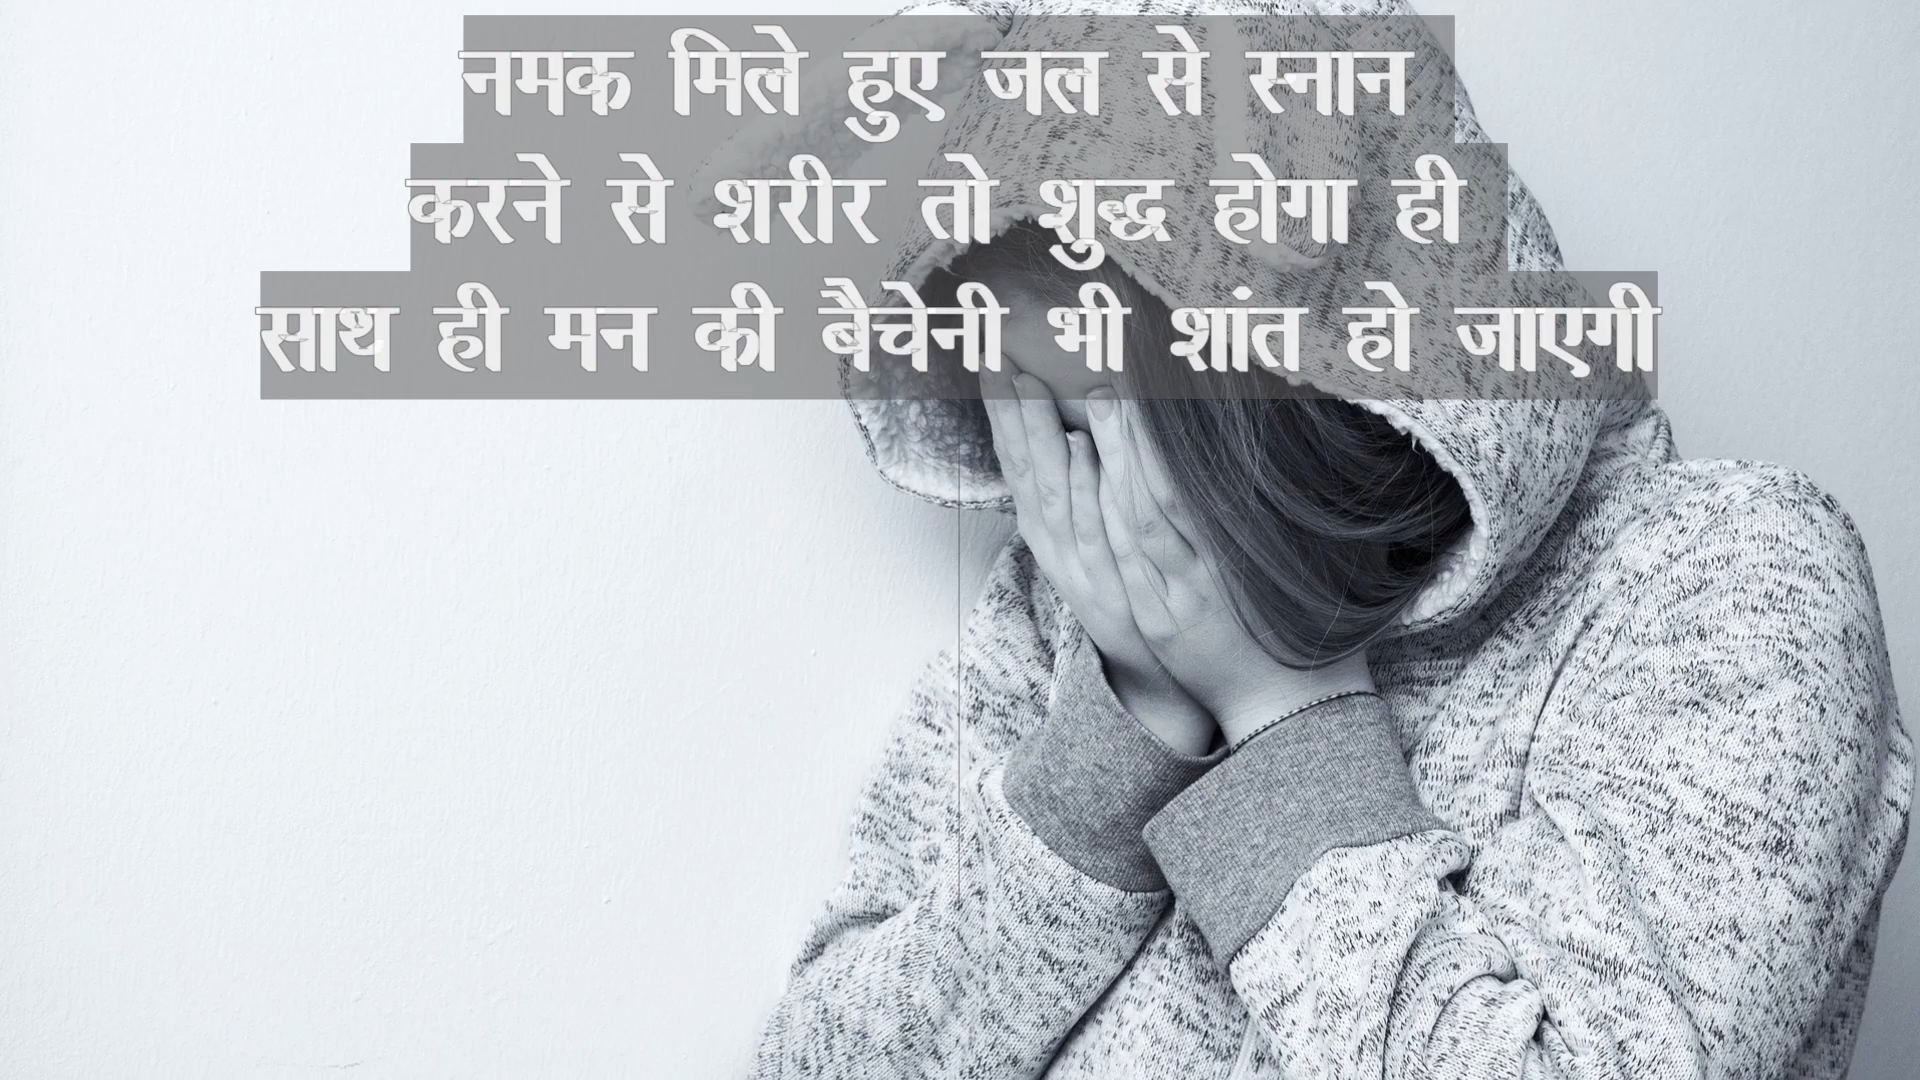 नमक मिले हुए जल से स्नान
करने से शरीर तो शुद्ध होगा ही
साथ ही मन की बैचेनी भी शांत हो जाएगी